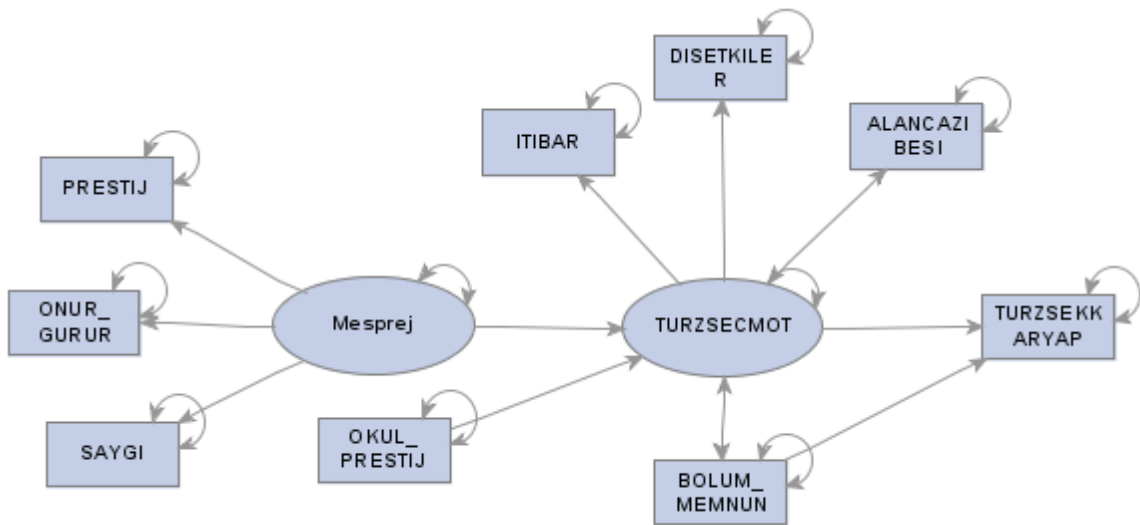 DISETKILE
R
ITIBAR
ALANCAZI
BESI
PRESTIJ
ONUR_
GURUR
Mesprej
TURZSECMOT
TURZSEKK
ARYAP
SAYGI
OKUL_
PRESTIJ
BOLUM_
MEMNUN